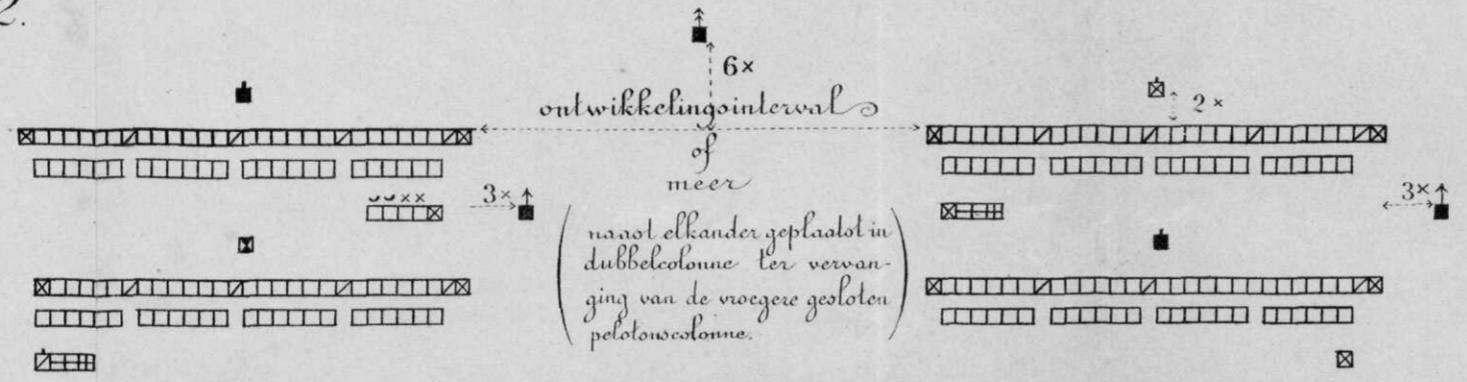 2.
6×
ontwikkelingsinterval
2×
of
meer
3×
3×
naast elkander geplaatst in
dubbelcolonne ter vervan-
ging van de vroegere gesloten
pelotonscolonne.